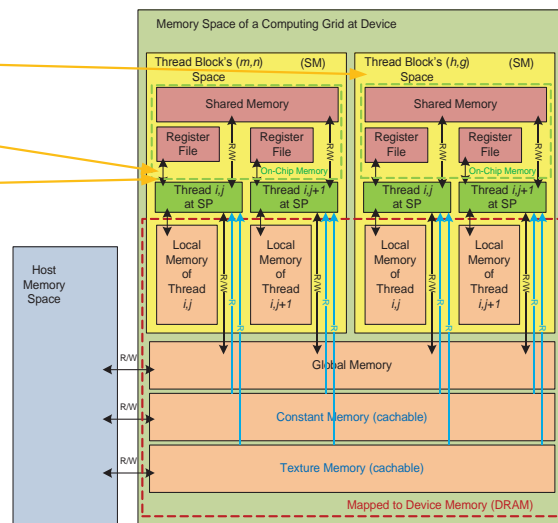 Memory Space of a Computing Grid at Device
Thread Block's (m,n) (SM)
Space
Shared Memory
Register
File
Register
File
R/W
R/W
On-Chip Memory
Thread i,j
at SP
Thread i,j+1
at SP
Local
Memory
of
Thread
i,j
Local
Memory
of
Thread
i,j+1
R/W
R
R
R/W
R
R
Thread Block's (h,g) (SM)
Space
Shared Memory
Register
File
Register
File
R/W
R/W
On-Chip Memory
Thread i,j
at SP
Thread i,j+1
at SP
Local
Memory
of
Thread
i,j
Local
Memory
of
Thread
i,j+1
R/W
R
R
R/W
R
R
Host
Memory
Space
R/W
Global Memory
R/W
Constant Memory (cachable)
R/W
Texture Memory (cachable)
Mapped to Device Memory (DRAM)